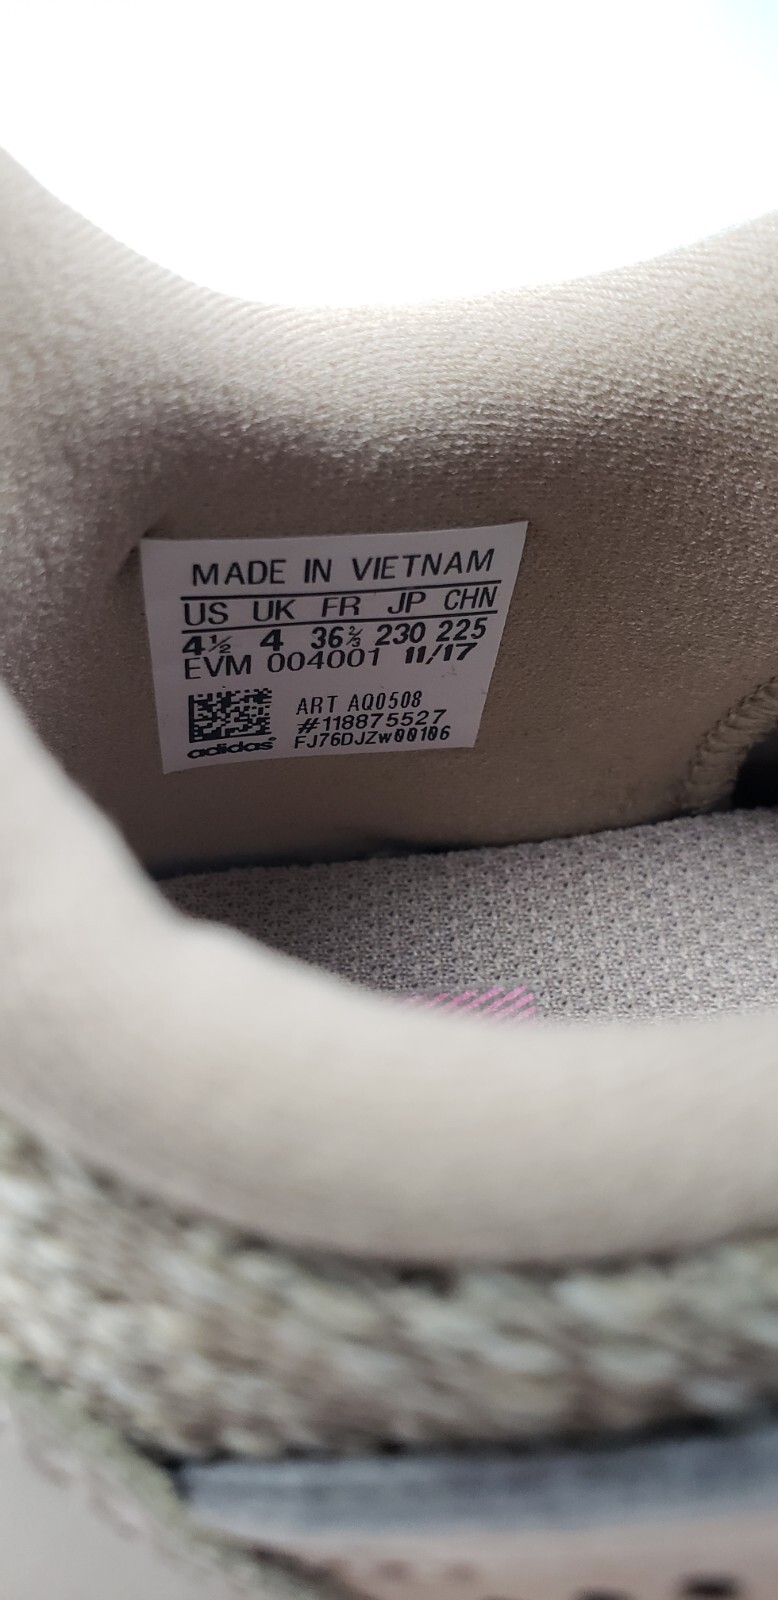 MADE IN VIETNAM
US UK FR JP CHN
4½ 4 36⅔ 230 225
EVM 004001 11/17
ART AQ0508
#118875527
FJ76DJZW00106
adidas